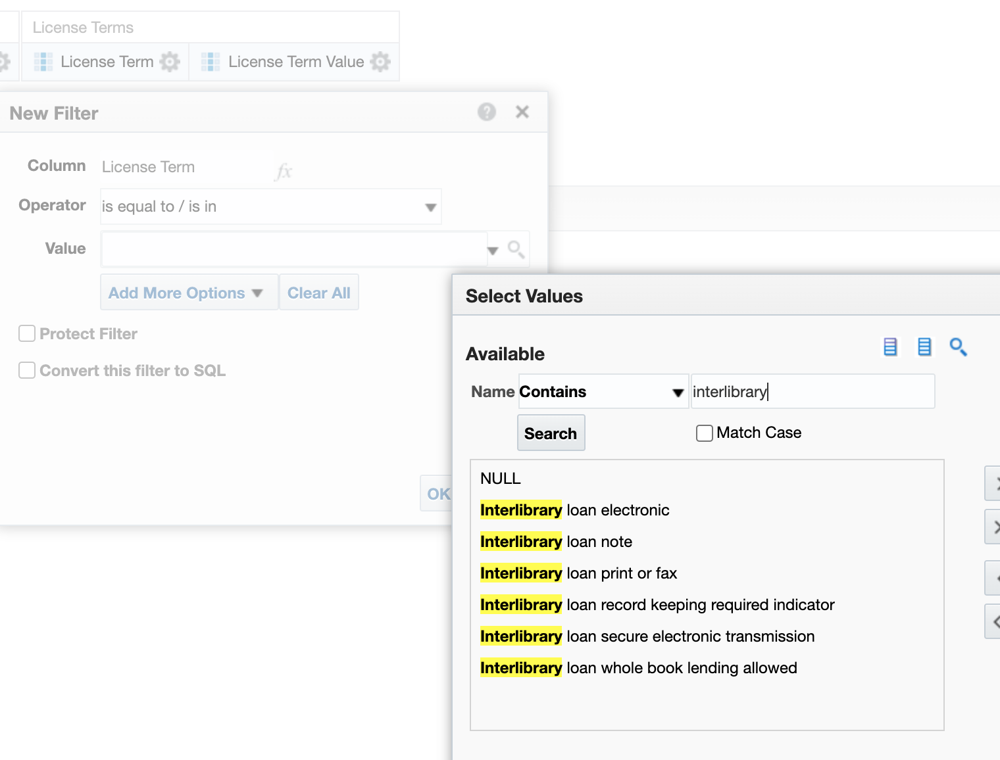 License Terms
License Term
License Term Value
New Filter
?
Column License Term fx
Operator is equal to / is in
Value
Add More Options Clear All
Protect Filter
Convert this filter to SQL
OK
Select Values
Available
Name Contains interlibrary
Search Match Case
NULL
Interlibrary loan electronic
Interlibrary loan note
Interlibrary loan print or fax
Interlibrary loan record keeping required indicator
Interlibrary loan secure electronic transmission
Interlibrary loan whole book lending allowed